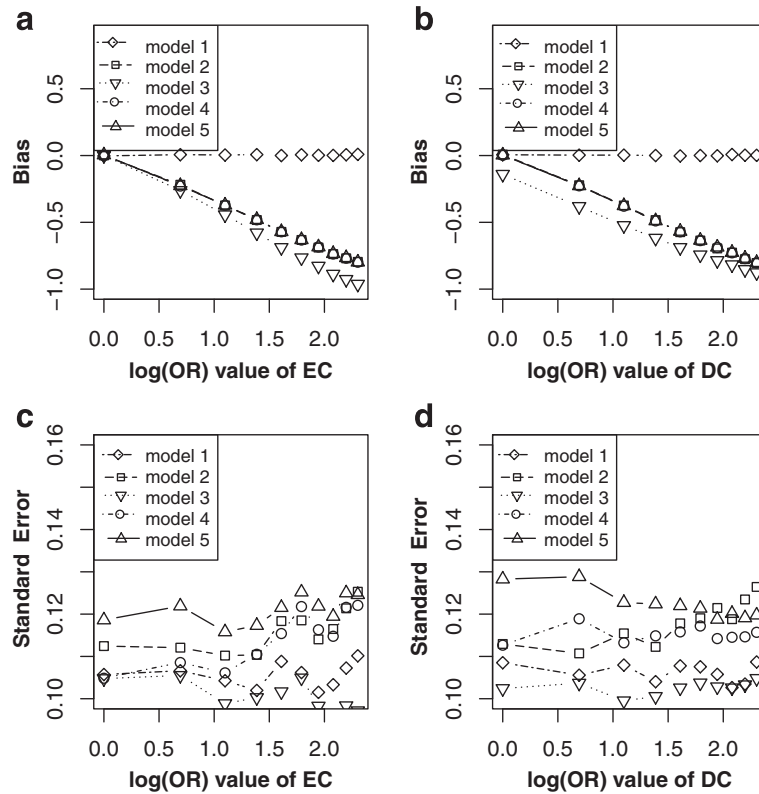 a
model 1
model 2
model 3
model 4
model 5
Bias
0.5
0.0
−0.5
−1.0
0.0 0.5 1.0 1.5 2.0
log(OR) value of EC
b
model 1
model 2
model 3
model 4
model 5
Bias
0.5
0.0
−0.5
−1.0
0.0 0.5 1.0 1.5 2.0
log(OR) value of DC
c
model 1
model 2
model 3
model 4
model 5
Standard Error
0.16
0.14
0.12
0.10
0.0 0.5 1.0 1.5 2.0
log(OR) value of EC
d
model 1
model 2
model 3
model 4
model 5
Standard Error
0.16
0.14
0.12
0.10
0.0 0.5 1.0 1.5 2.0
log(OR) value of DC